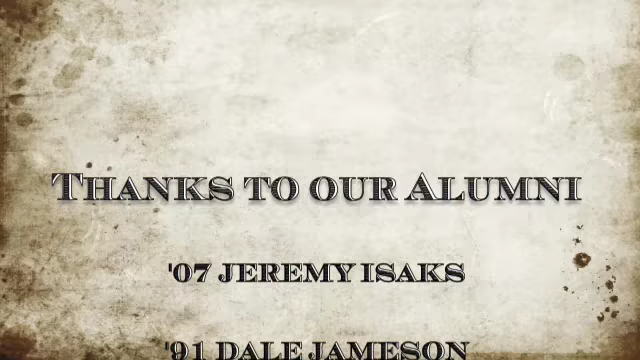 THANKS TO OUR ALUMNI
'07 JEREMY ISAKS
'91 DALE JAMESON